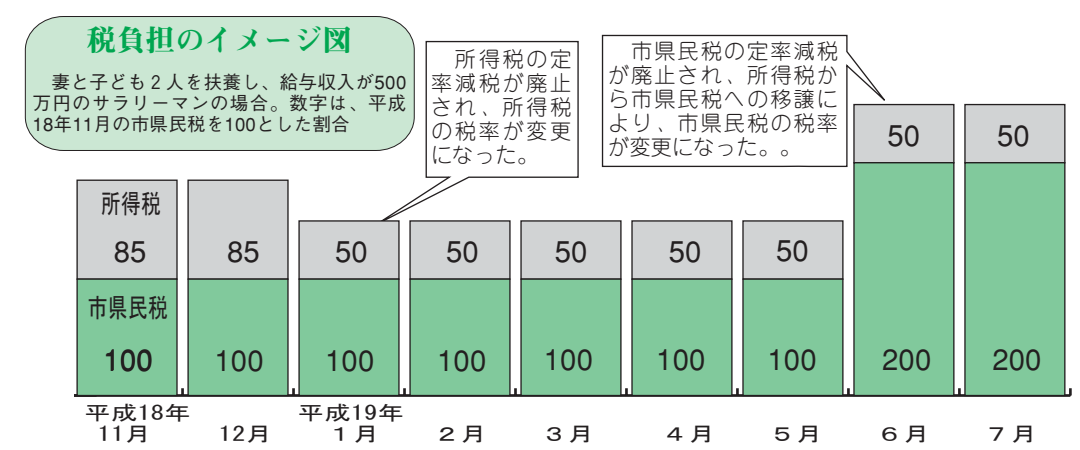 税負担のイメージ図
妻と子ども２人を扶養し、給与収入が500
万円のサラリーマンの場合。数字は、平成
18年11月の市県民税を100とした割合
所得税の定
率減税が廃止
され、所得税
の税率が変更
になった。
市県民税の定率減税
が廃止され、所得税か
ら市県民税への移譲に
より、市県民税の税率
が変更になった。。
50 50
所得税
85 85 50 50 50 50 50
市県民税
100 100 100 100 100 100 100 200 200
平成18年 平成19年
11月 12月 １月 ２月 ３月 ４月 ５月 ６月 ７月